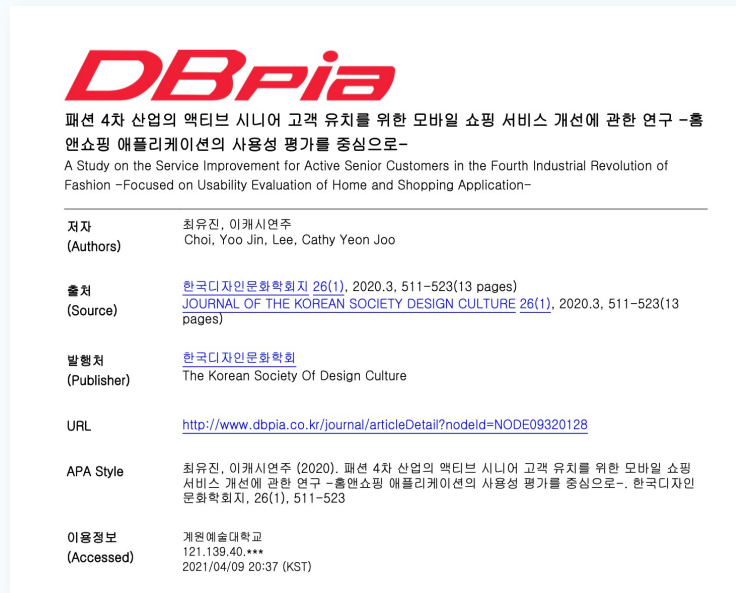 DBpia
패션 4차 산업의 액티브 시니어 고객 유치를 위한 모바일 쇼핑 서비스 개선에 관한 연구 -홈
앤쇼핑 애플리케이션의 사용성 평가를 중심으로-
A Study on the Service Improvement for Active Senior Customers in the Fourth Industrial Revolution of
Fashion -Focused on Usability Evaluation of Home and Shopping Application-
저자
(Authors)
최유진, 이캐시연주
Choi, Yoo Jin, Lee, Cathy Yeon Joo
출처
(Source)
한국디자인문화학회지 26(1), 2020.3, 511-523(13 pages)
JOURNAL OF THE KOREAN SOCIETY DESIGN CULTURE 26(1), 2020.3, 511-523(13
pages)
발행처
(Publisher)
한국디자인문화학회
The Korean Society Of Design Culture
URL
http://www.dbpia.co.kr/journal/articleDetail?nodeId=NODE09320128
APA Style
최유진, 이캐시연주 (2020). 패션 4차 산업의 액티브 시니어 고객 유치를 위한 모바일 쇼핑
서비스 개선에 관한 연구 -홈앤쇼핑 애플리케이션의 사용성 평가를 중심으로-. 한국디자인
문화학회지, 26(1), 511-523
이용정보
(Accessed)
계원예술대학교
121.139.40.***
2021/04/09 20:37 (KST)